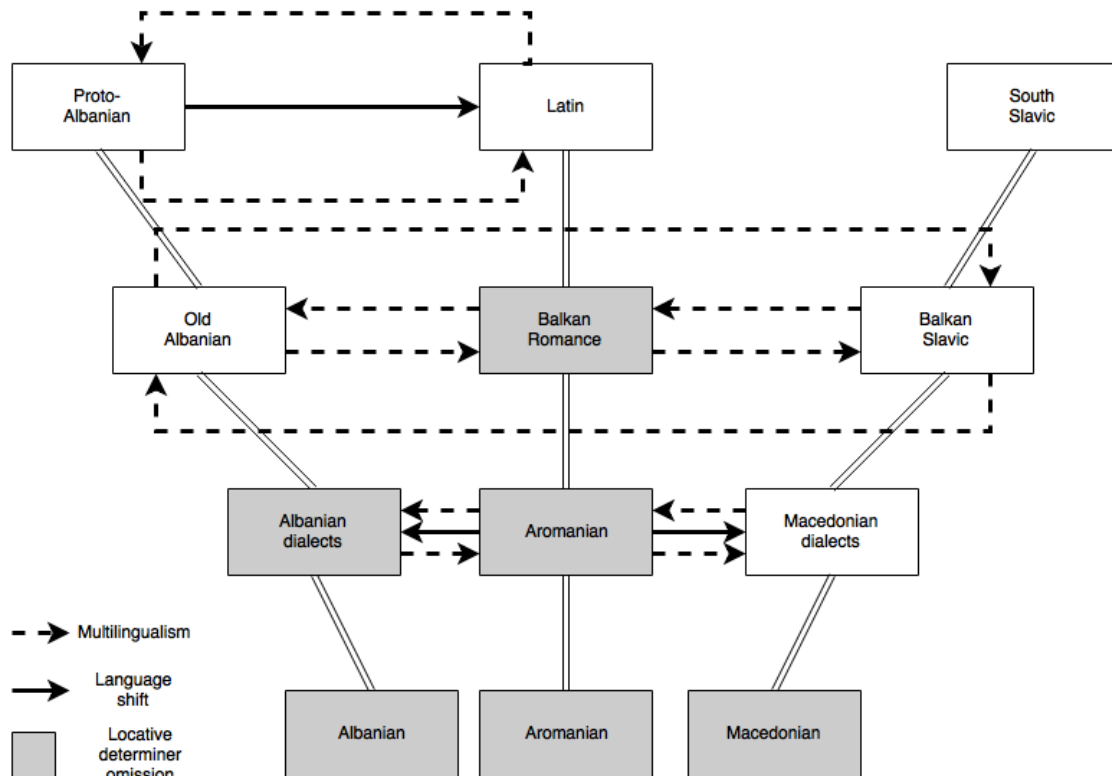 Proto-
Albanian
Latin
South
Slavic
Old
Albanian
Balkan
Romance
Balkan
Slavic
Albanian
dialects
Aromanian
Macedonian
dialects
Multilingualism
Language
shift
Albanian
Aromanian
Macedonian
Locative
determiner
omission